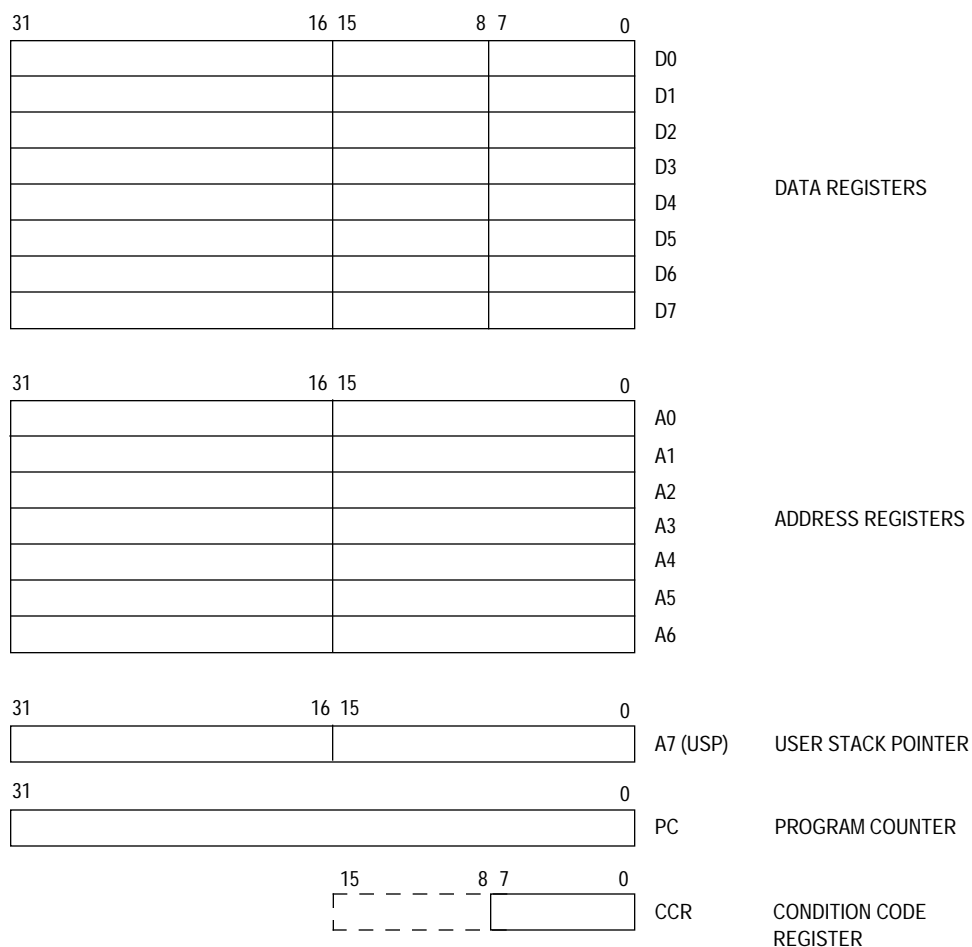 31 16 15 8 7 0
D0
D1
D2
D3
DATA REGISTERS
D4
D5
D6
D7
31 16 15 0
A0
A1
A2
A3 ADDRESS REGISTERS
A4
A5
A6
31 16 15 0
A7 (USP) USER STACK POINTER
31 0
PC PROGRAM COUNTER
15 8 7 0
CCR CONDITION CODE
REGISTER